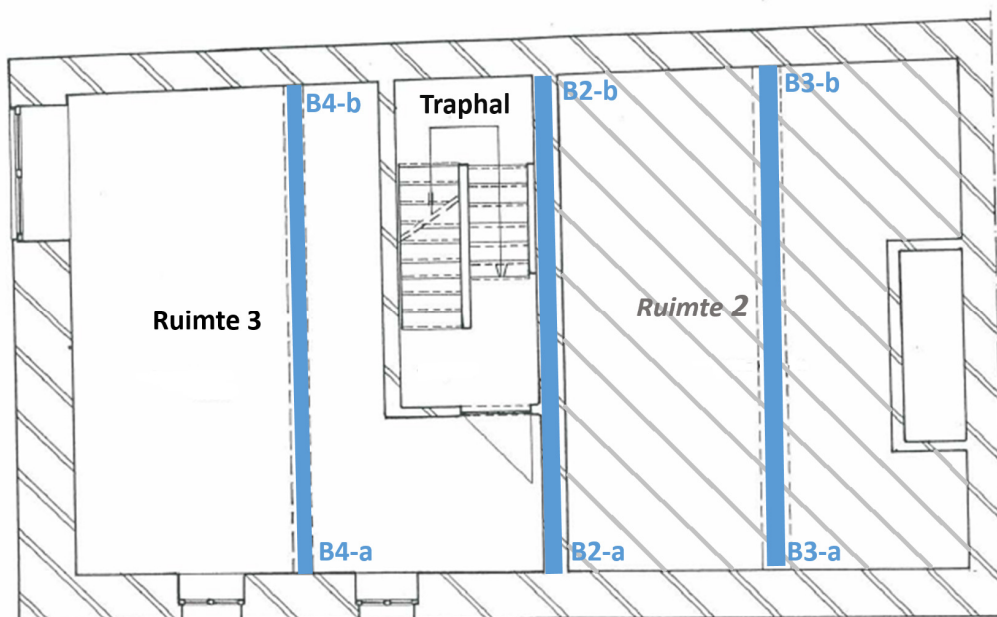 B4-b
Traphal
B2-b
B3-b
Ruimte 3
Ruimte 2
B4-a
B2-a
B3-a